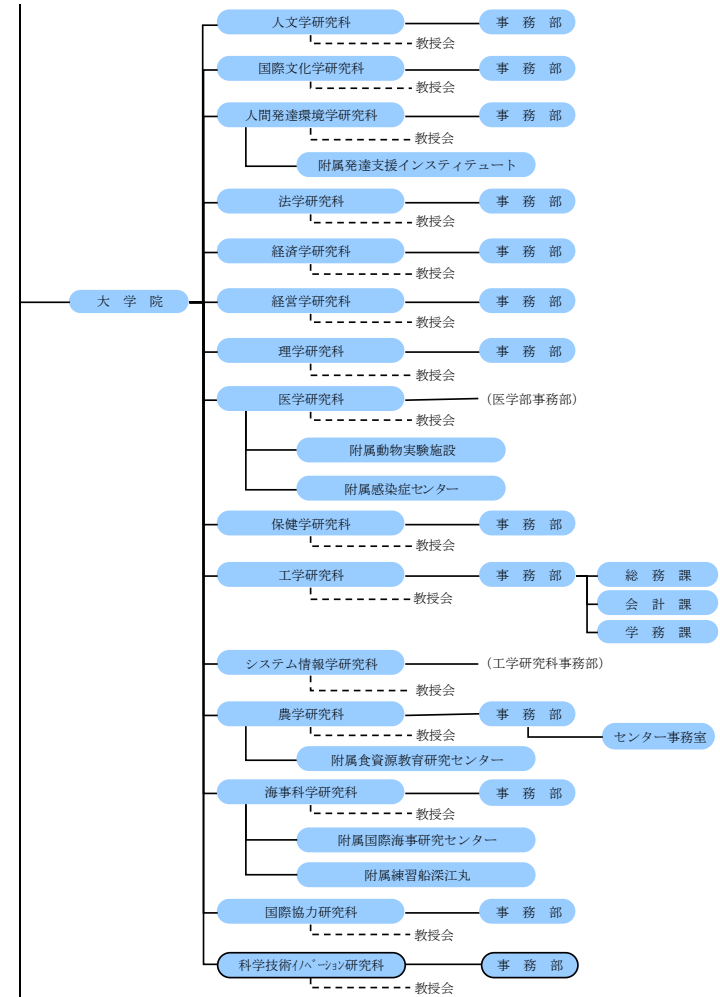 人文学研究科　事　務　部
教授会
国際文化学研究科　事　務　部
教授会
人間発達環境学研究科　事　務　部
教授会
附属発達支援インスティテュート
法学研究科　事　務　部
教授会
経済学研究科　事　務　部
教授会
大　学　院　経営学研究科　事　務　部
教授会
理学研究科　事　務　部
教授会
医学研究科　（医学部事務部）
教授会
附属動物実験施設
附属感染症センター
保健学研究科　事　務　部
教授会
工学研究科　事　務　部　総　務　課
教授会　会　計　課
学　務　課
システム情報学研究科　（工学研究科事務部）
教授会
農学研究科　事　務　部
教授会　センター事務室
附属食資源教育研究センター
海事科学研究科　事　務　部
教授会
附属国際海事研究センター
附属練習船深江丸
国際協力研究科　事　務　部
教授会
科学技術ｲﾉﾍﾞｰｼｮﾝ研究科　事　務　部
教授会